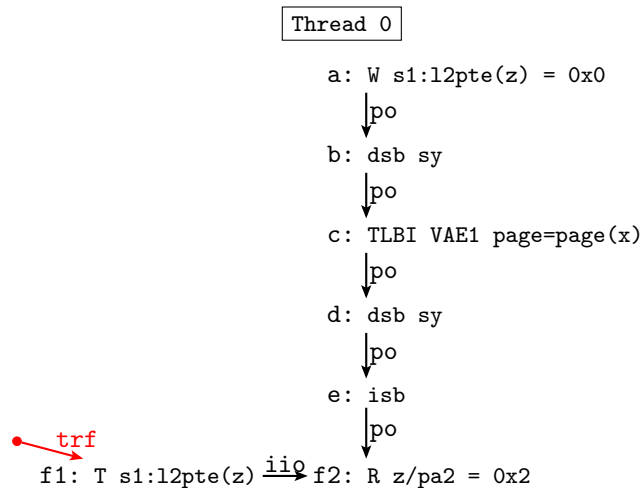 Thread 0
a: W s1:l2pte(z) = 0x0
po
b: dsb sy
po
c: TLBI VAE1 page=page(x)
po
d: dsb sy
po
e: isb
po
trf
f1: T s1:l2pte(z) iio f2: R z/pa2 = 0x2